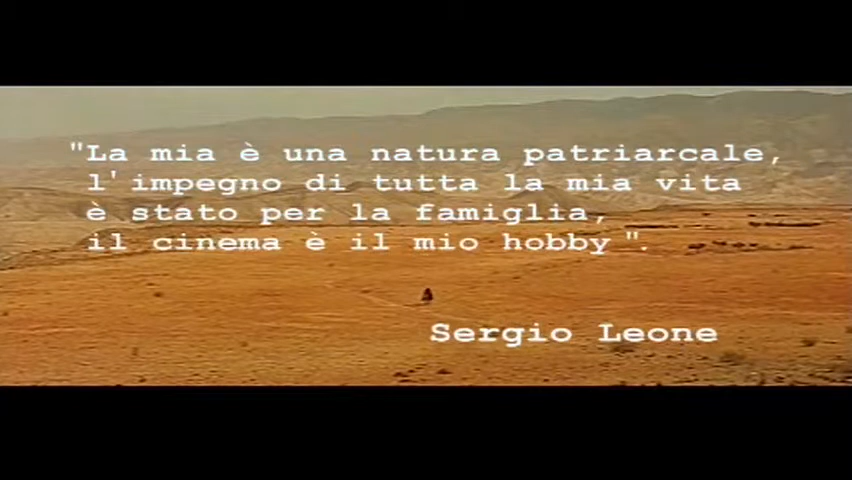 "La mia è una natura patriarcale,
l'impegno di tutta la mia vita
è stato per la famiglia,
il cinema è il mio hobby".
Sergio Leone